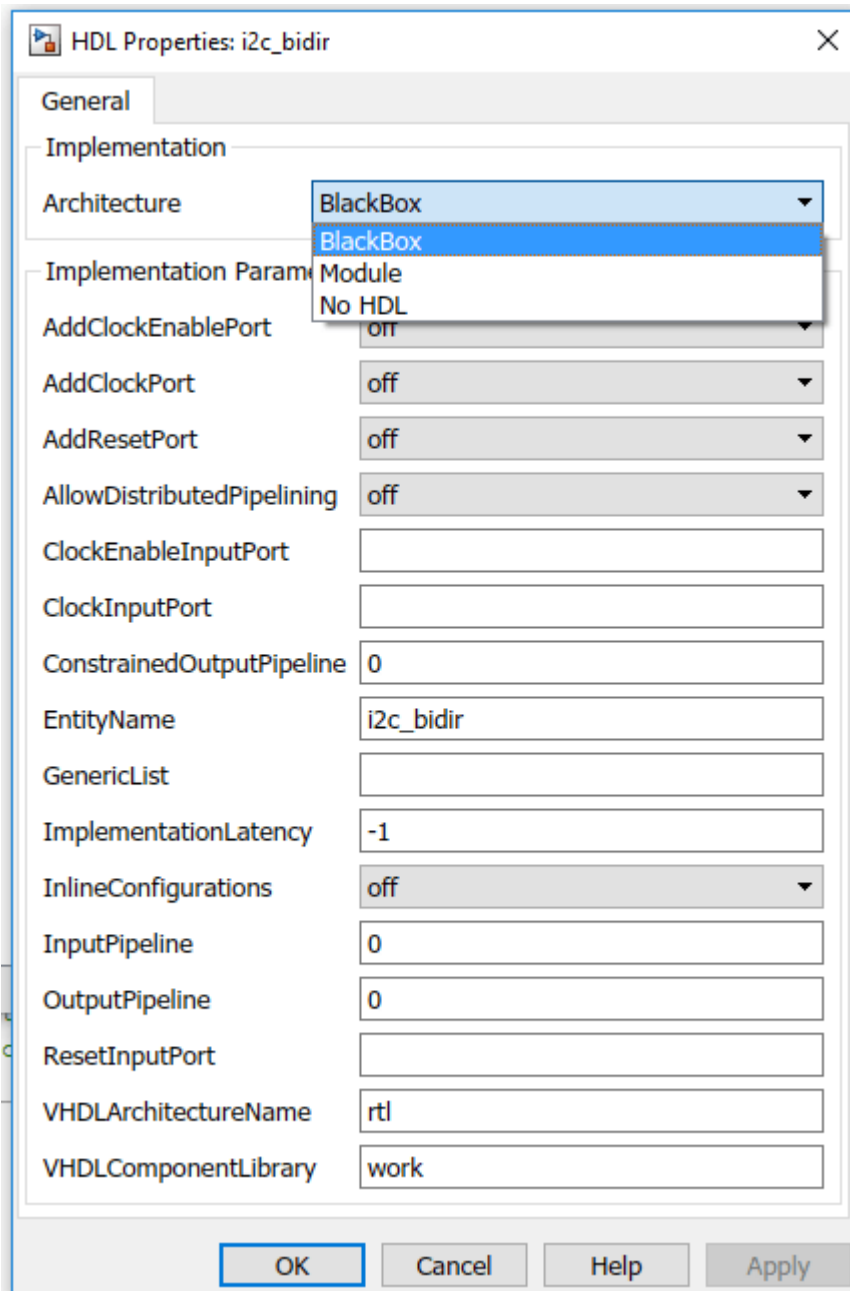 HDL Properties: i2c_bidir
General
Implementation
Architecture BlackBox
BlackBox
Implementation Parame Module
No HDL
AddClockEnablePort off
AddClockPort off
AddResetPort off
AllowDistributedPipelining off
ClockEnableInputPort
ClockInputPort
ConstrainedOutputPipeline 0
EntityName i2c_bidir
GenericList
ImplementationLatency -1
InlineConfigurations off
InputPipeline 0
OutputPipeline 0
ResetInputPort
VHDLArchitectureName rtl
VHDLComponentLibrary work
OK Cancel Help Apply